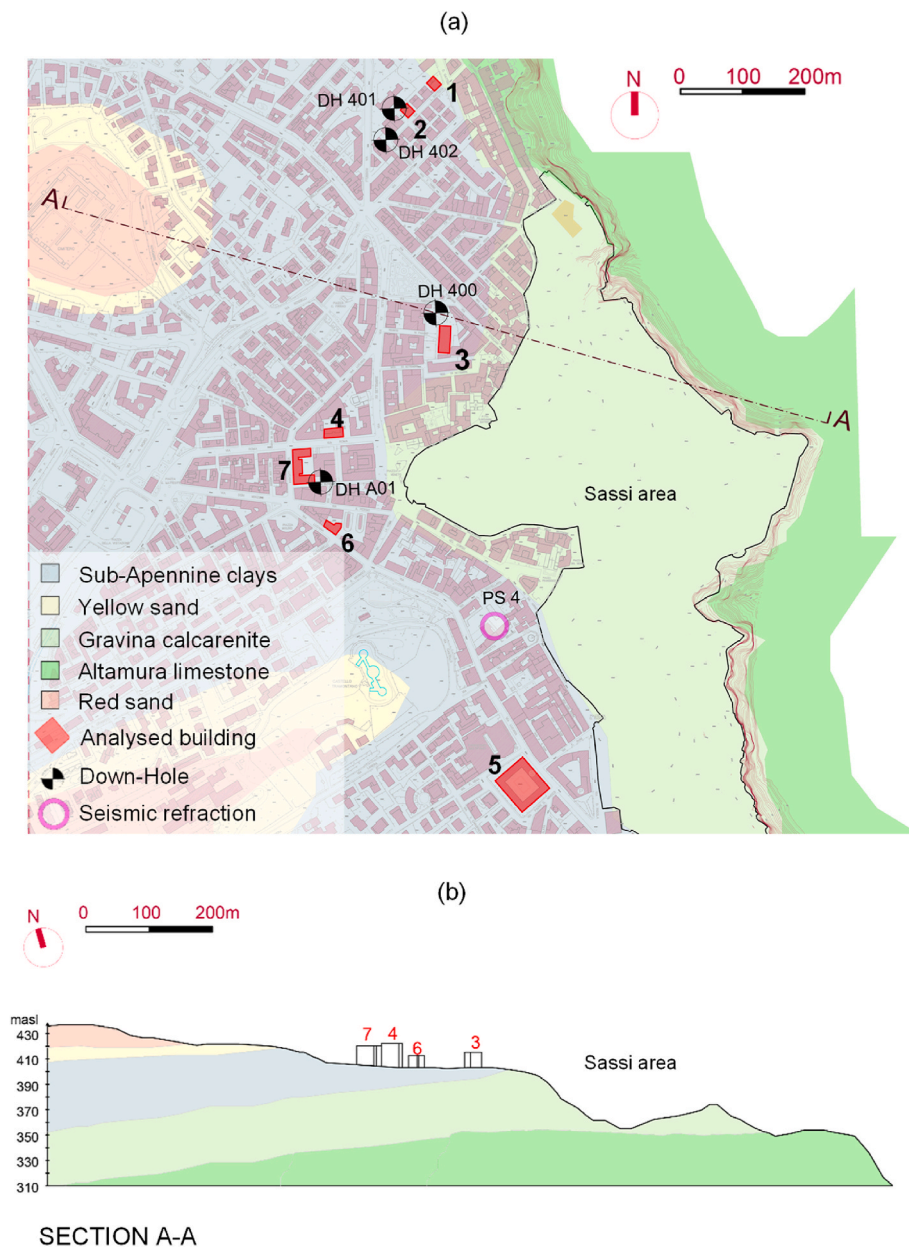 (a)
N
0 100 200m
1
DH 401
2
DH 402
A
DH 400
3
A
4
7
DH A01
Sassi area
6
PS 4
5
Sub-Apennine clays
Yellow sand
Gravina calcarenite
Altamura limestone
Red sand
Analysed building
Down-Hole
Seismic refraction
(b)
N
0 100 200m
masl
430
410
390
370
350
330
310
7
4
6
3
Sassi area
SECTION A-A